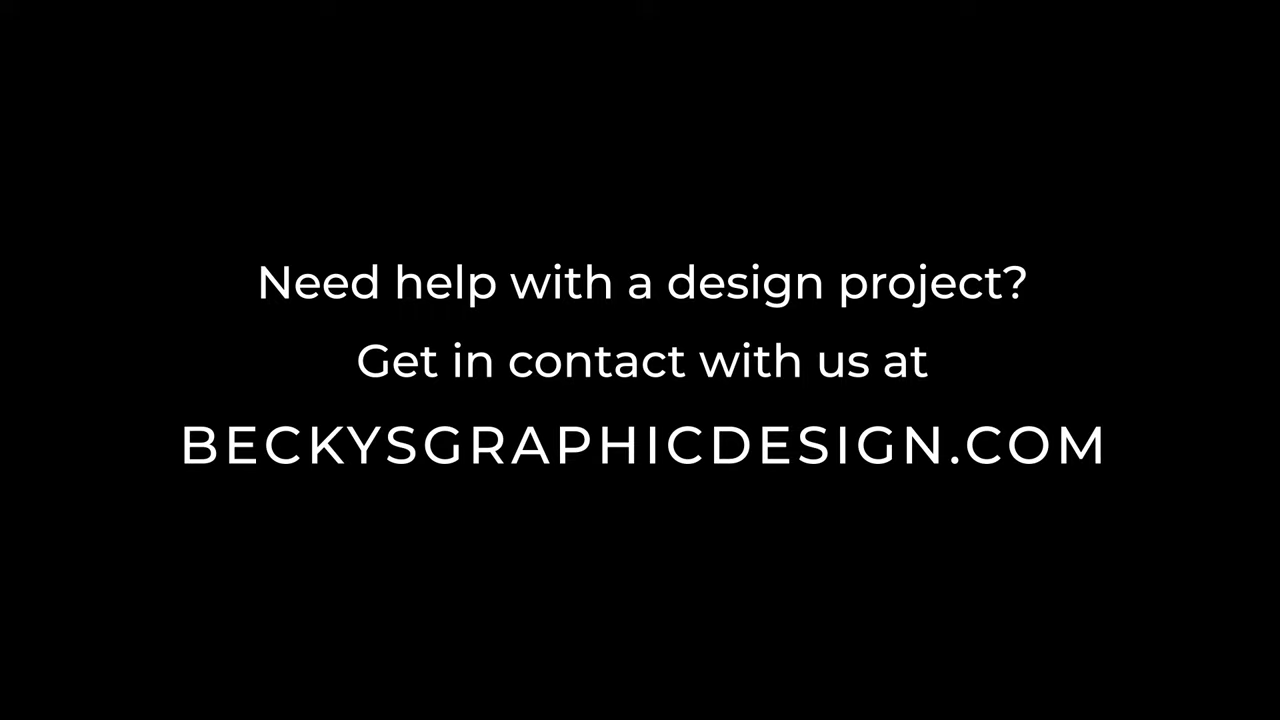 Need help with a design project?
Get in contact with us at
BECKYSGRAPHICDESIGN.COM